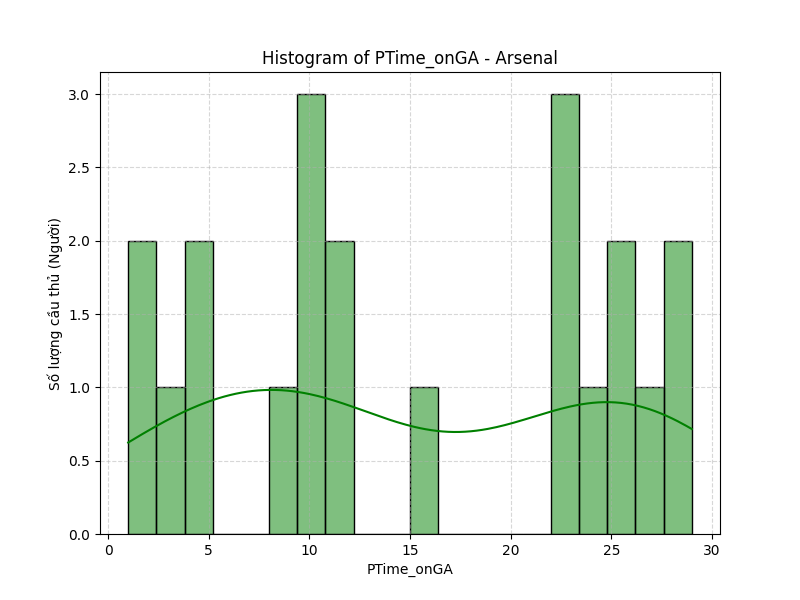 Histogram of PTime_onGA - Arsenal
Số lượng cầu thủ (Người)
3.0
2.5
2.0
1.5
1.0
0.5
0.0
0 5 10 15 20 25 30
PTime_onGA